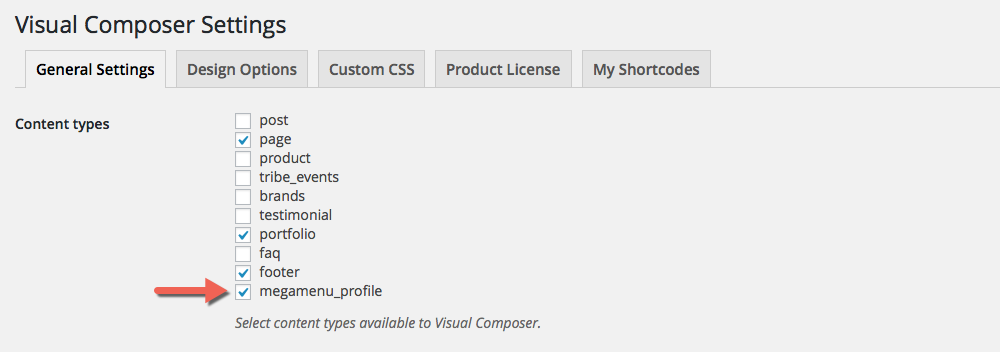 Visual Composer Settings
General Settings Design Options Custom CSS Product License My Shortcodes
Content types
post
page
product
tribe_events
brands
testimonial
portfolio
faq
footer
megamenu_profile
Select content types available to Visual Composer.